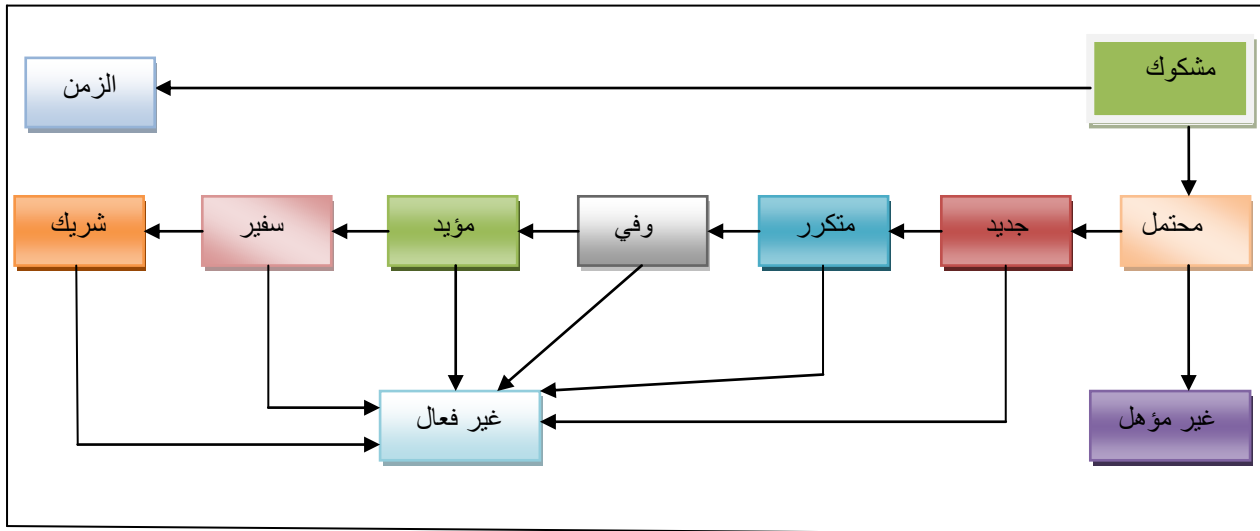 مشكوك
الزمن
محتمل
جديد
متكرر
وفي
مؤيد
سفير
شريك
غير مؤهل
غير فعال